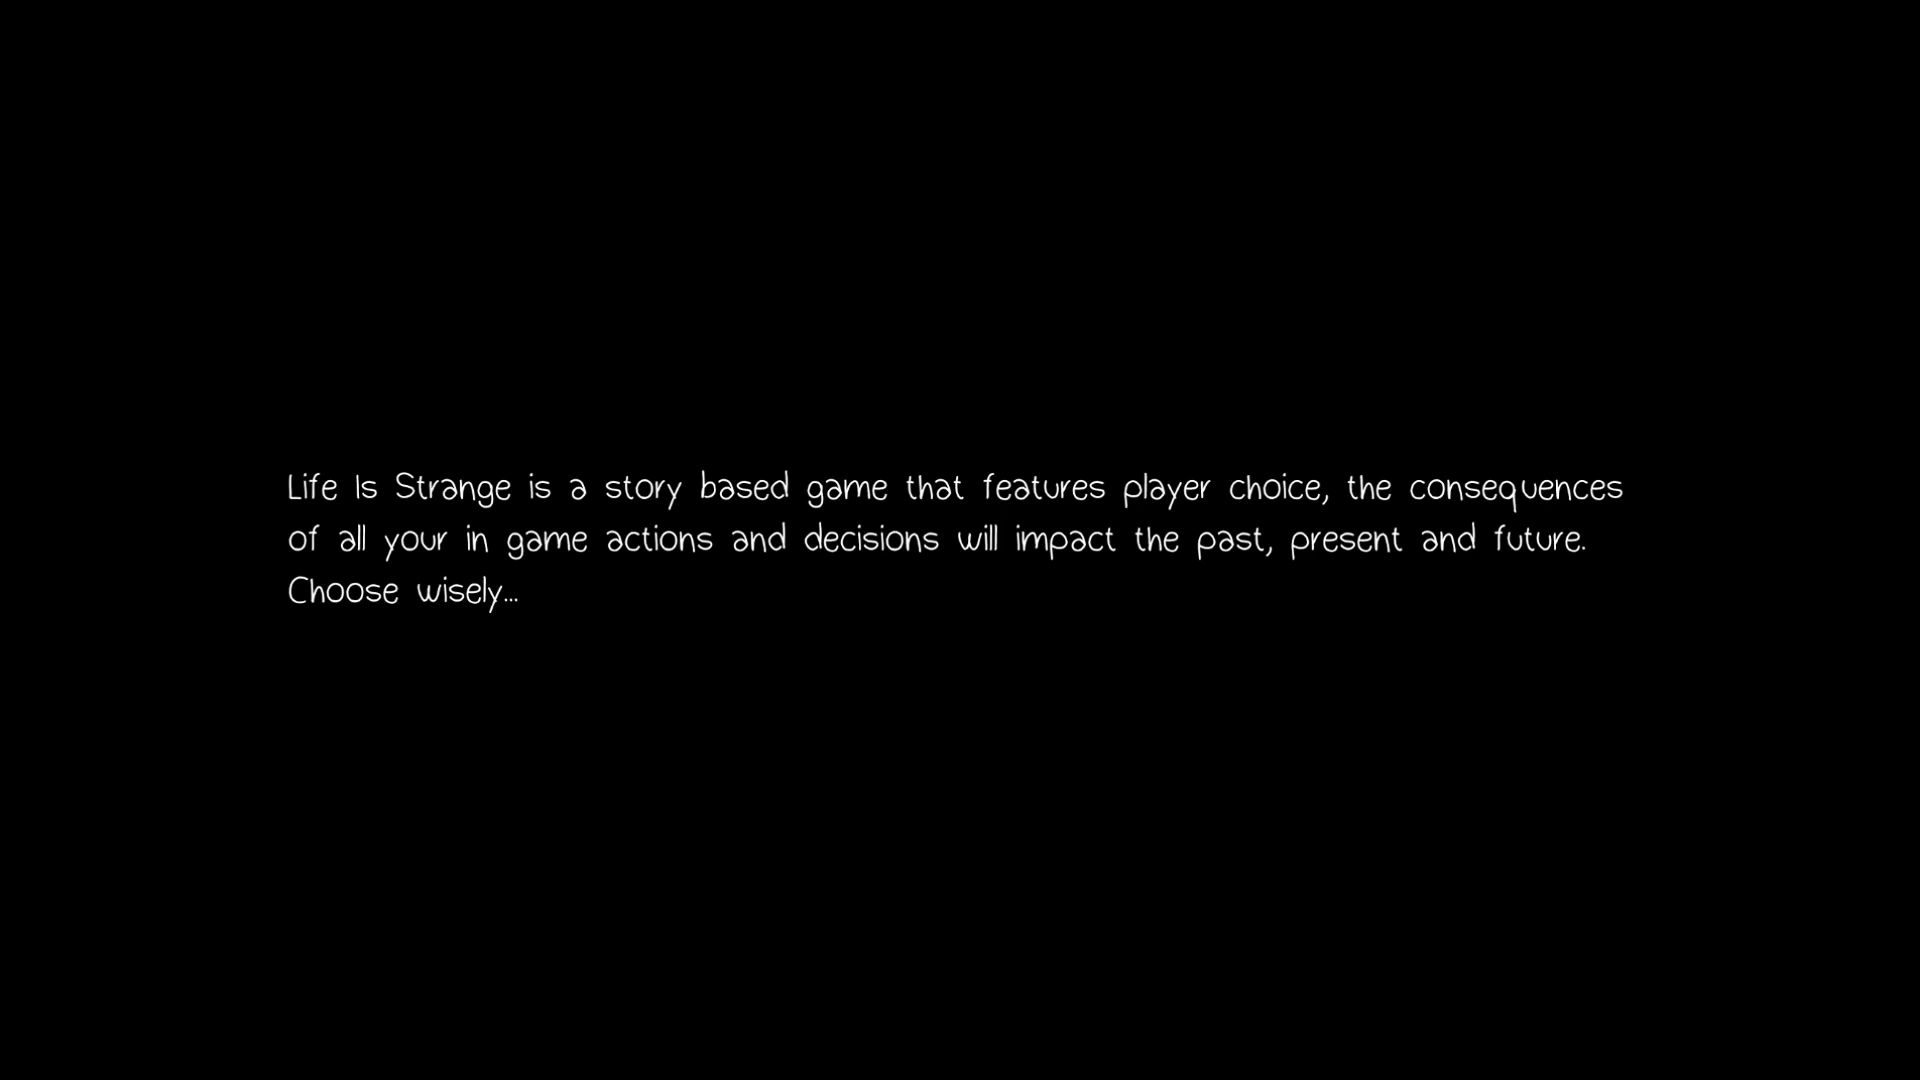 Life Is Strange is a story based game that features player choice, the consequences
of all your in game actions and decisions will impact the past, present and future.
Choose wisely...